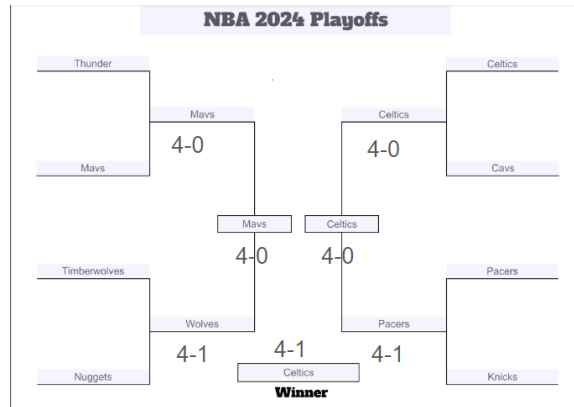 NBA 2024 Playoffs
Thunder
Celtics
Mavs
Celtics
4-0
4-0
Mavs
Cavs
Mavs
Celtics
4-0
4-0
Timberwolves
Pacers
Wolves
Pacers
4-1
4-1
4-1
Nuggets
Celtics
Knicks
Winner